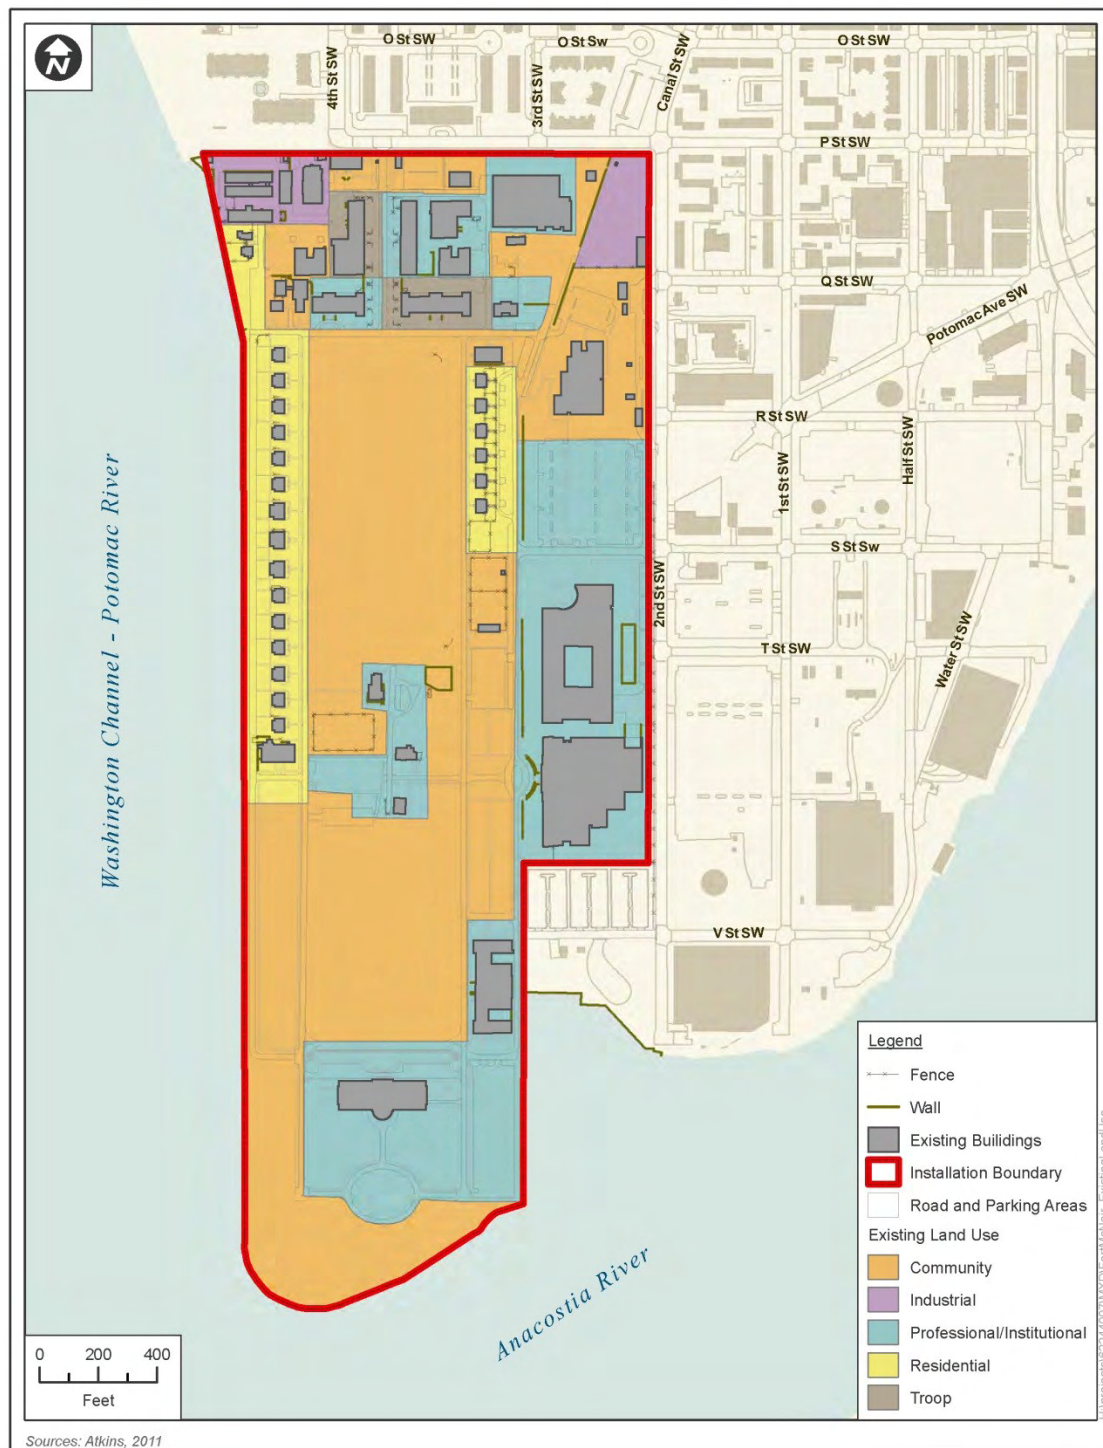 N
O St SW
O St Sw
O St SW
4th St SW
3rd St SW
Canal St SW
P St SW
Q St SW
Potomac Ave SW
R St SW
1st St SW
Half St SW
S St Sw
2nd St SW
T St SW
Water St SW
V St SW
Washington Channel - Potomac River
Anacostia River
Legend
Fence
Wall
Existing Builidings
Installation Boundary
Road and Parking Areas
Existing Land Use
Community
Industrial
Professional/Institutional
Residential
Troop
0 200 400
Feet
Sources: Atkins, 2011